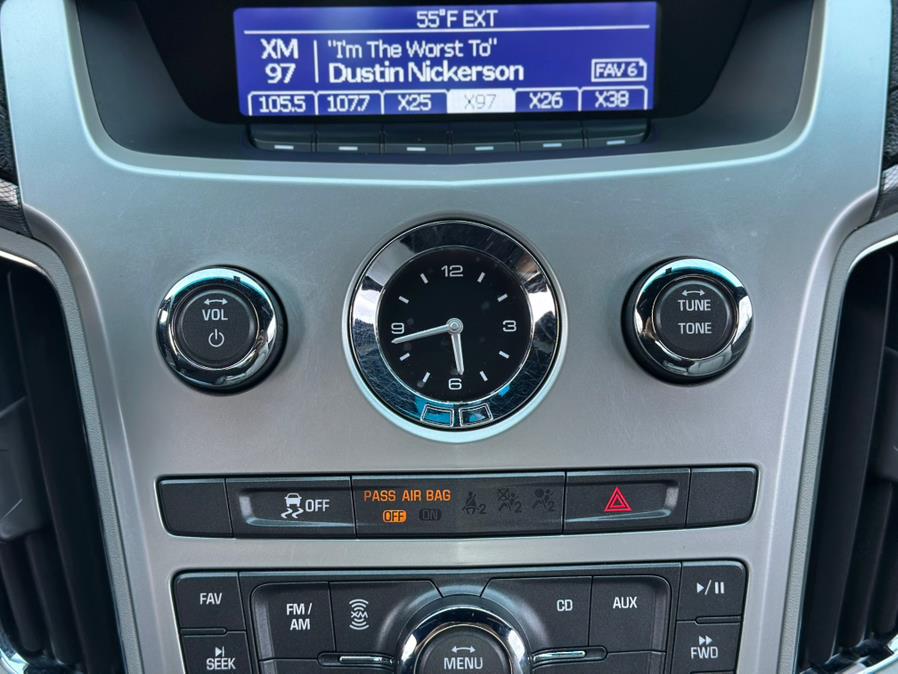 55°F EXT
XM "I'm The Worst To"
97 Dustin Nickerson FAV 6
105.5 107.7 X25 X97 X26 X38
VOL
TUNE
TONE
12
9 3
6
OFF
PASS AIR BAG
OFF ON
2 2 2
FAV
FM / AM
XM
CD
AUX
SEEK
MENU
FWD